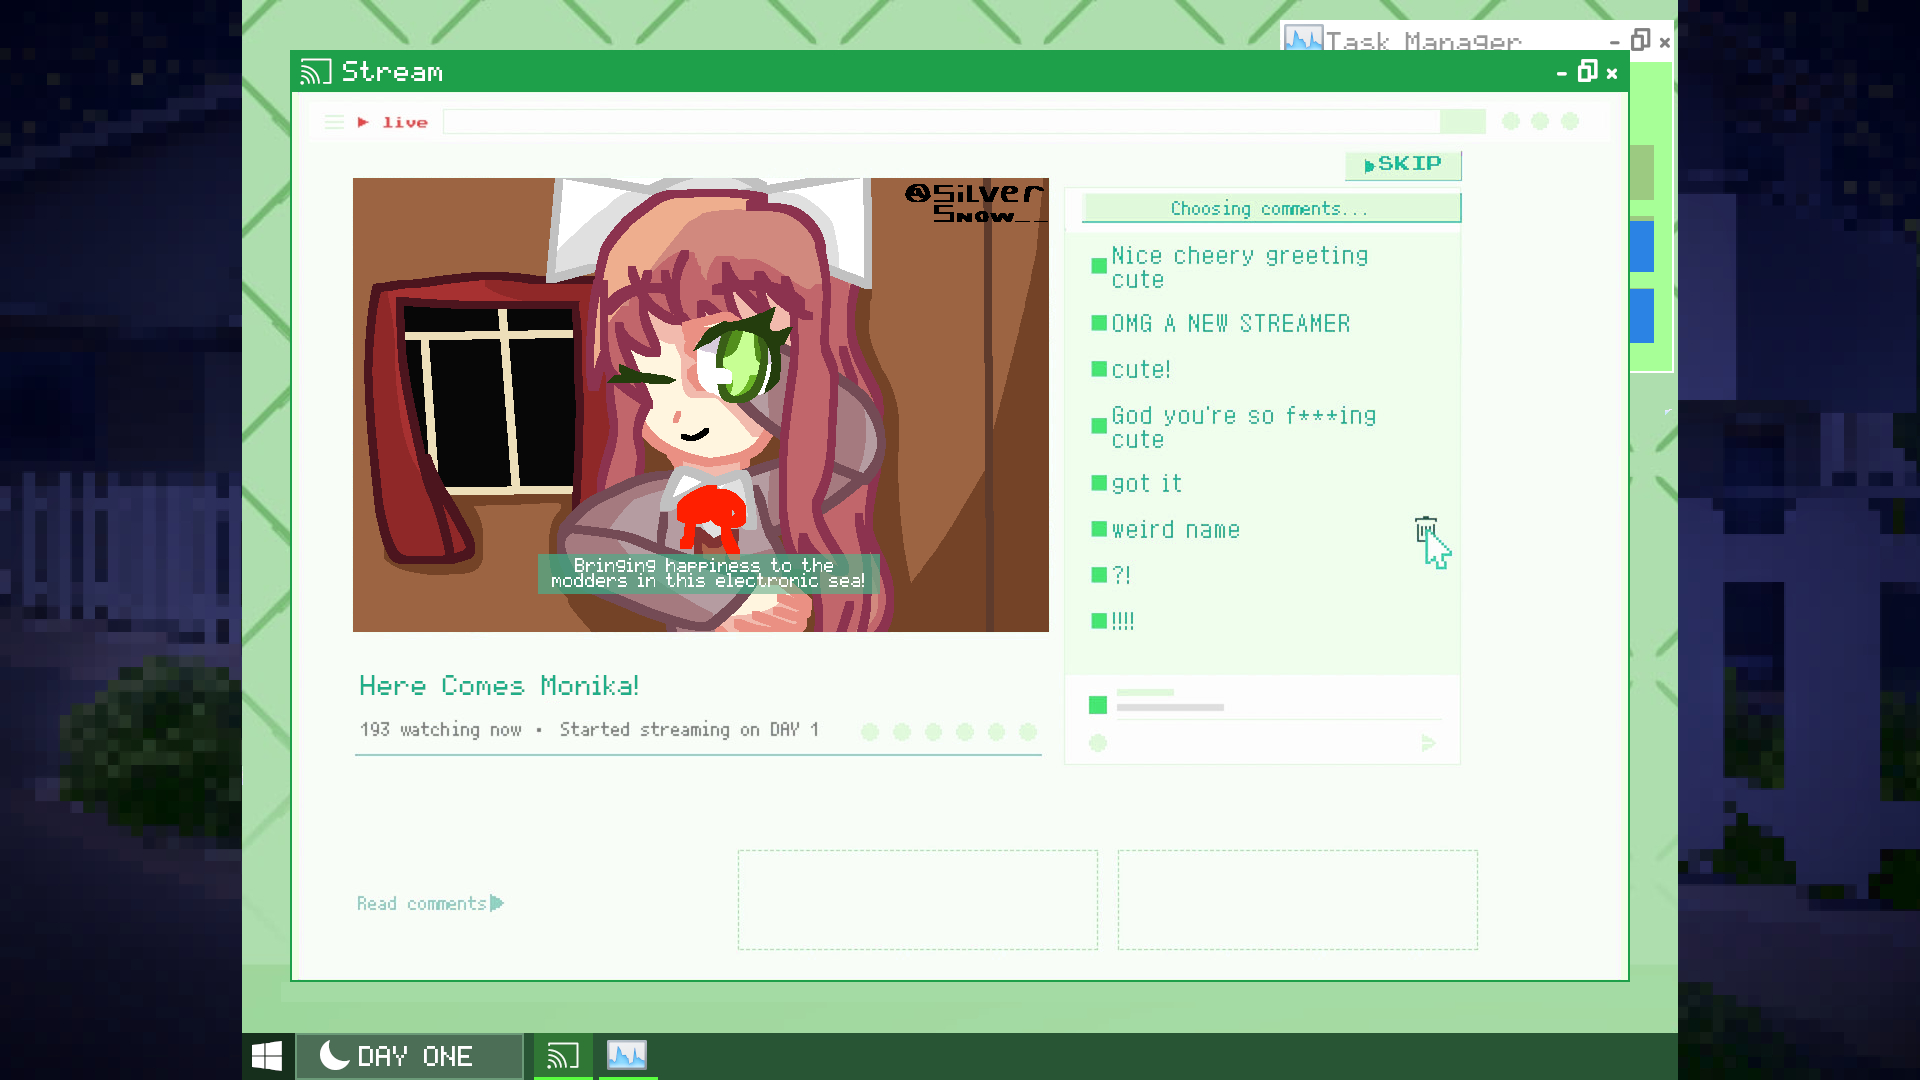 Task Manager
Stream
live
SKIP
@SiLver
Snow__
Choosing comments...
Nice cheery greeting
cute
OMG A NEW STREAMER
cute!
God you're so f***ing
cute
got it
weird name
?!
!!!!
Bringing happiness to the
modders in this electronic sea!
Here Comes Monika!
193 watching now • Started streaming on DAY 1
Read comments
DAY ONE